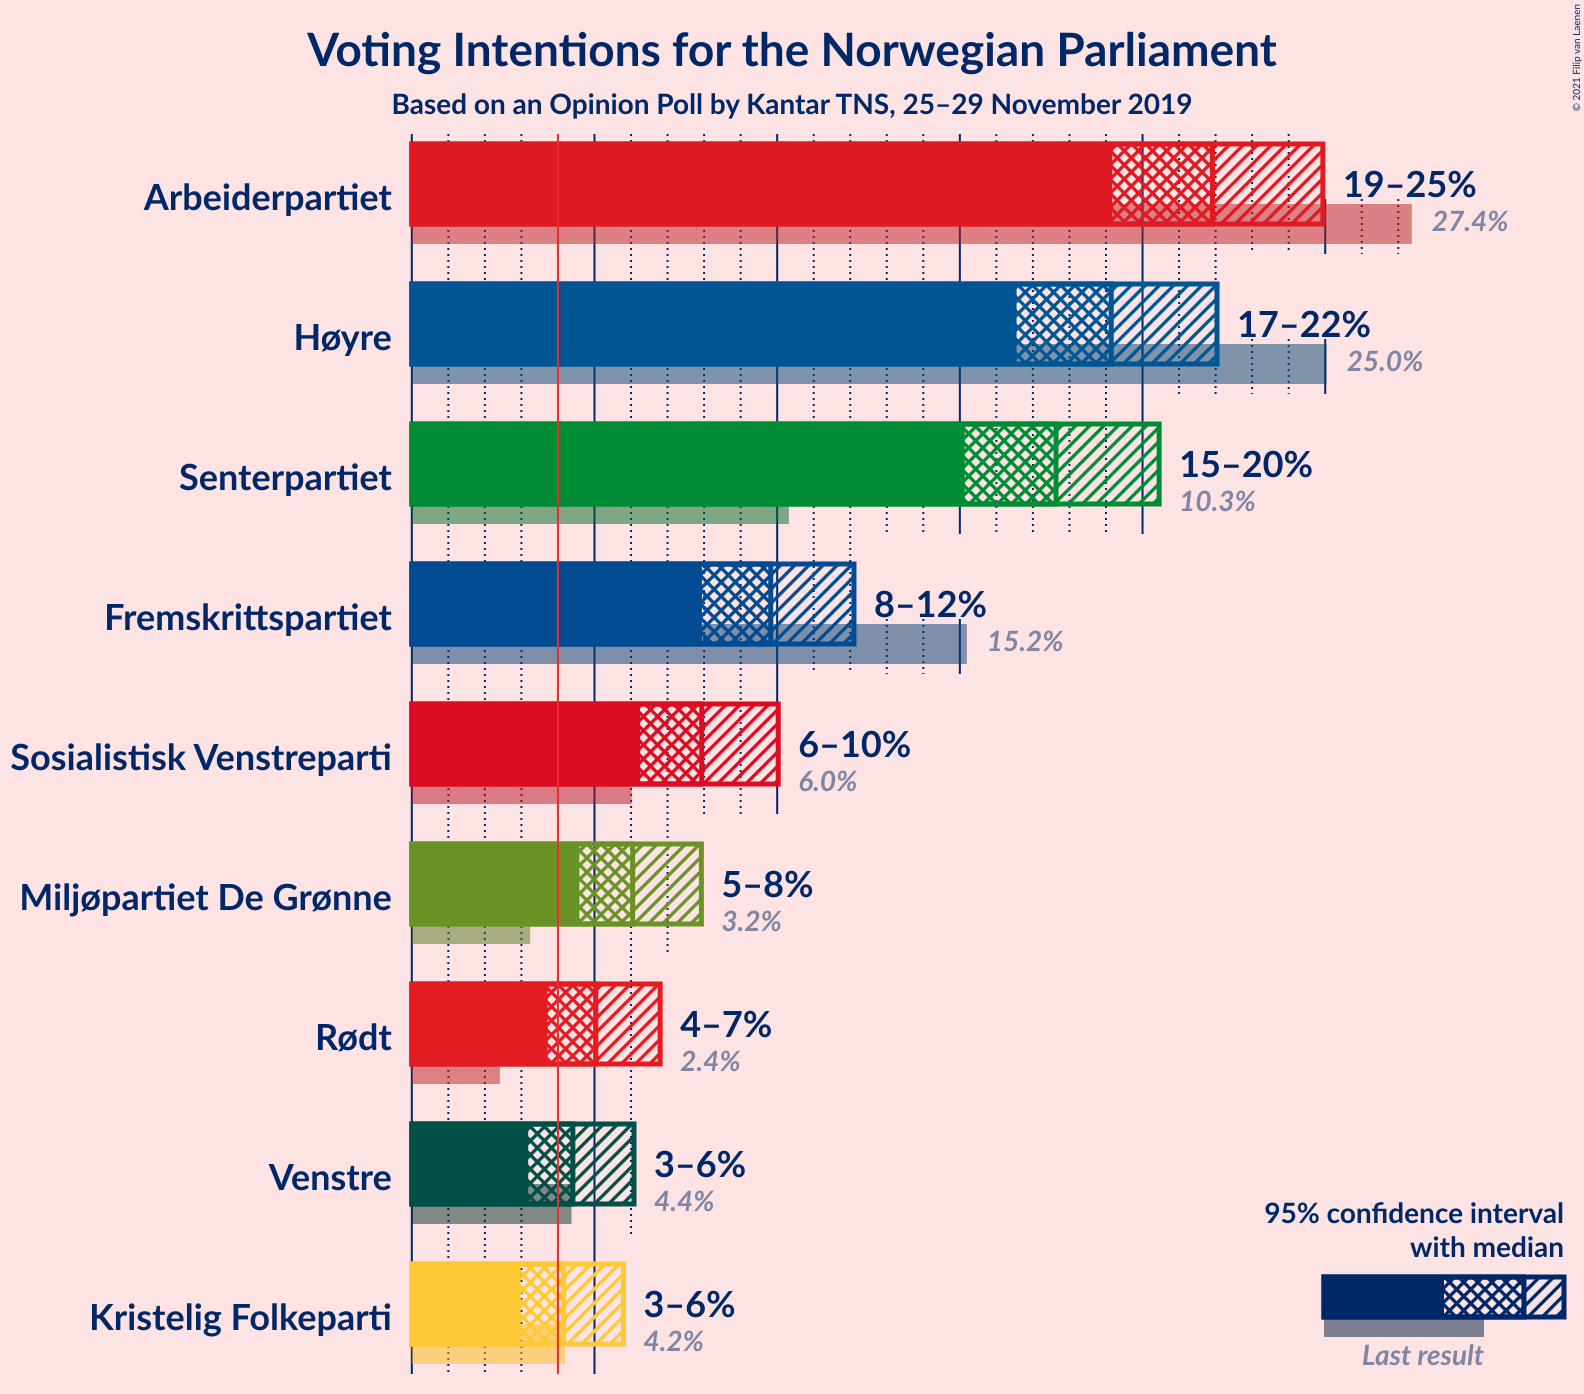 Voting Intentions for the Norwegian Parliament
Based on an Opinion Poll by Kantar TNS, 25–29 November 2019
© 2021 Filip van Laenen
Arbeiderpartiet
19–25%
27.4%
Høyre
17–22%
25.0%
Senterpartiet
15–20%
10.3%
Fremskrittspartiet
8–12%
15.2%
Sosialistisk Venstreparti
6–10%
6.0%
Miljøpartiet De Grønne
5–8%
3.2%
Rødt
4–7%
2.4%
Venstre
3–6%
4.4%
Kristelig Folkeparti
3–6%
4.2%
95% confidence interval
with median
Last result